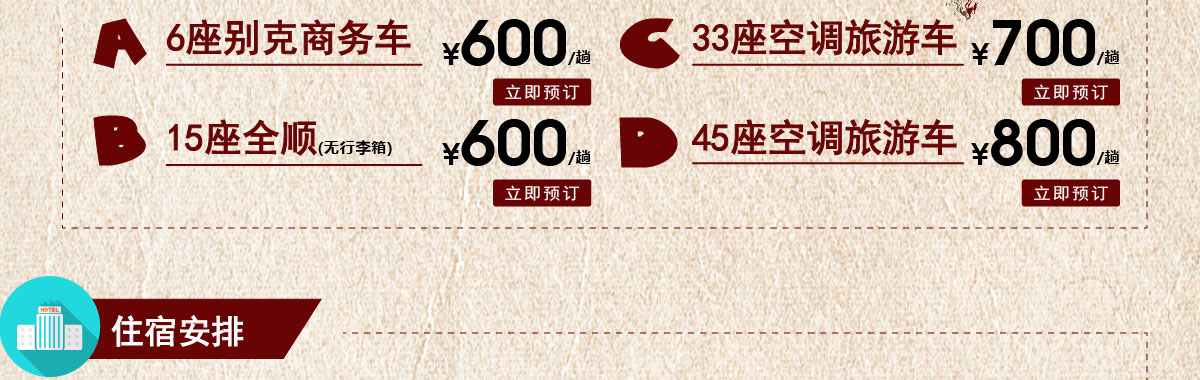 A 6座别克商务车 ¥600/趟
立即预订
B 15座全顺(无行李箱) ¥600/趟
立即预订
C 33座空调旅游车 ¥700/趟
立即预订
D 45座空调旅游车 ¥800/趟
立即预订
HOTEL
住宿安排